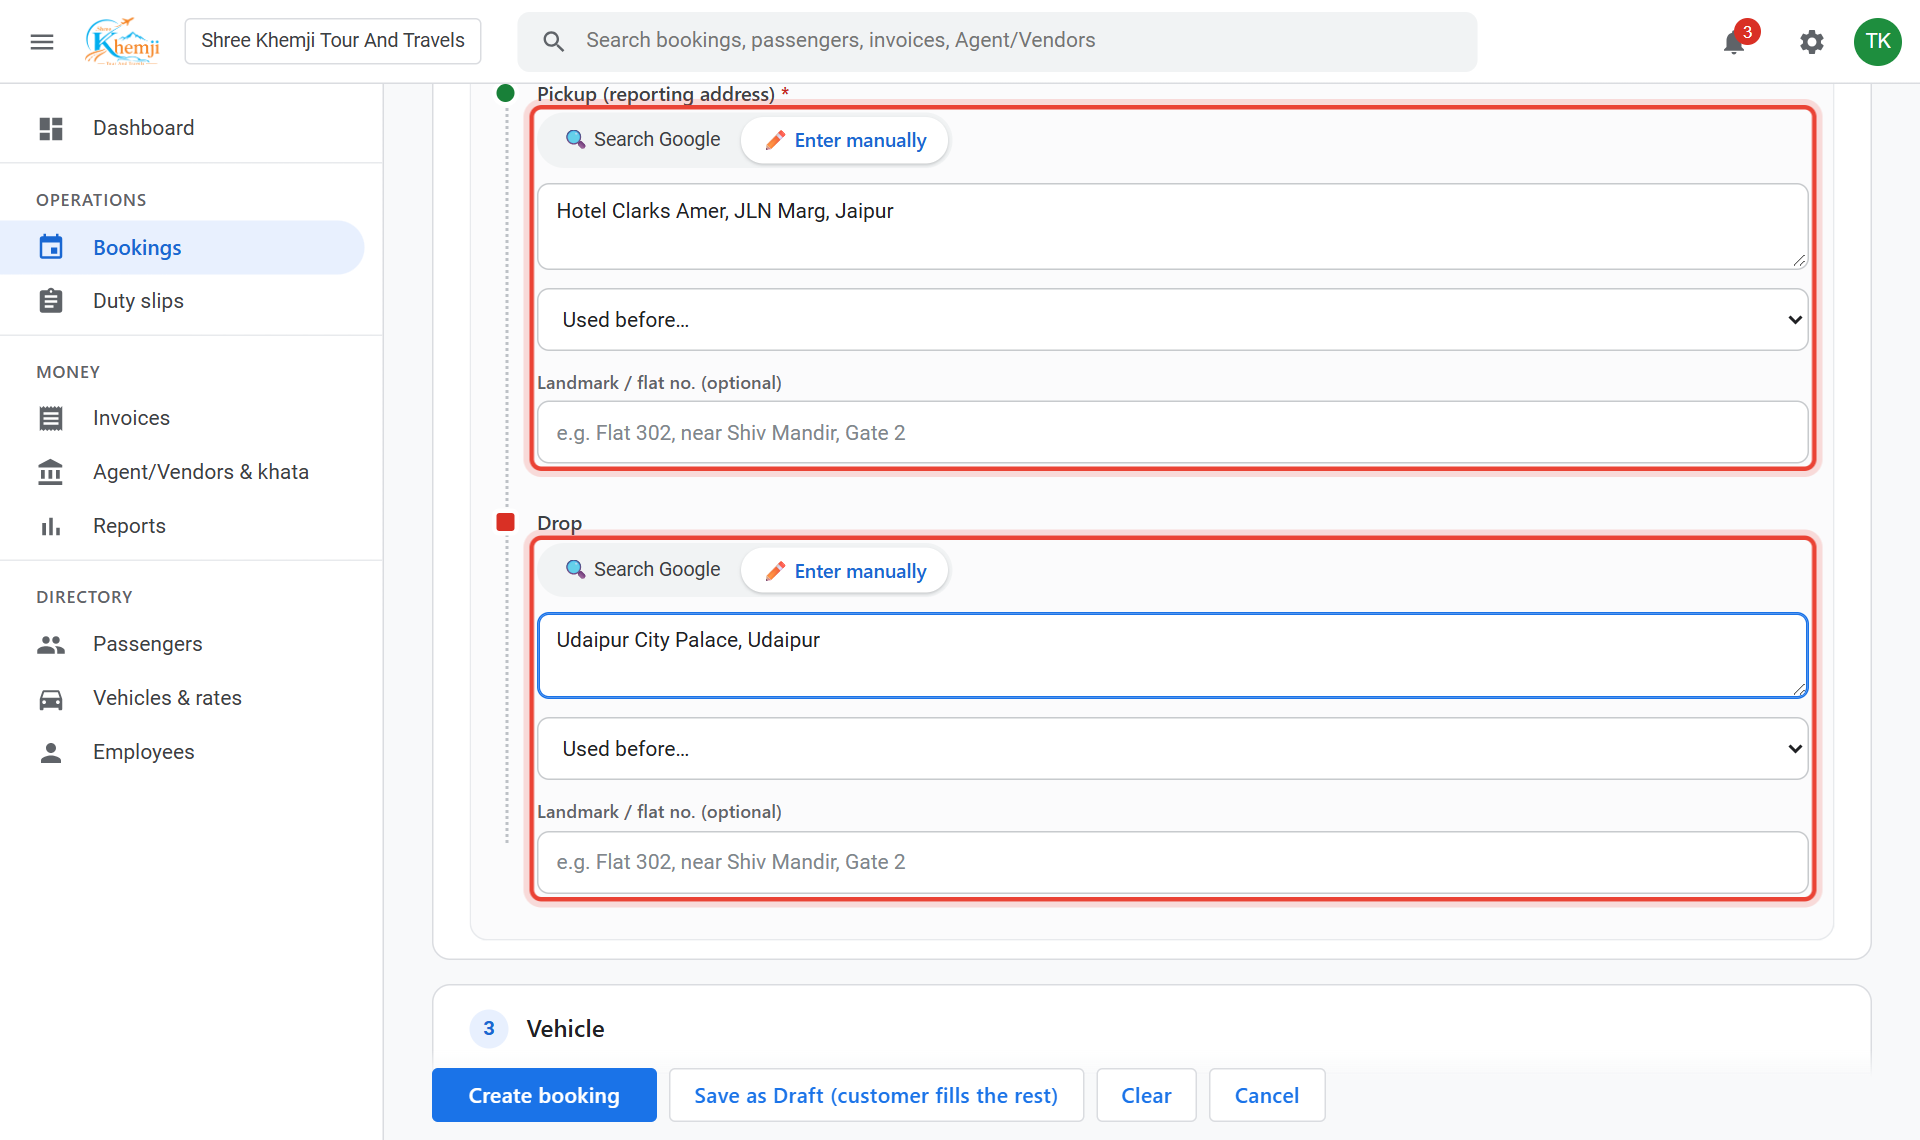 Khemji
Shree Khemji Tour And Travels
Search bookings, passengers, invoices, Agent/Vendors
3
TK
Dashboard
OPERATIONS
Bookings
Duty slips
MONEY
Invoices
Agent/Vendors & khata
Reports
DIRECTORY
Passengers
Vehicles & rates
Employees
Pickup (reporting address) *
Search Google
Enter manually
Hotel Clarks Amer, JLN Marg, Jaipur
Used before...
Landmark / flat no. (optional)
e.g. Flat 302, near Shiv Mandir, Gate 2
Drop
Search Google
Enter manually
Udaipur City Palace, Udaipur
Used before...
Landmark / flat no. (optional)
e.g. Flat 302, near Shiv Mandir, Gate 2
3 Vehicle
Create booking
Save as Draft (customer fills the rest)
Clear
Cancel